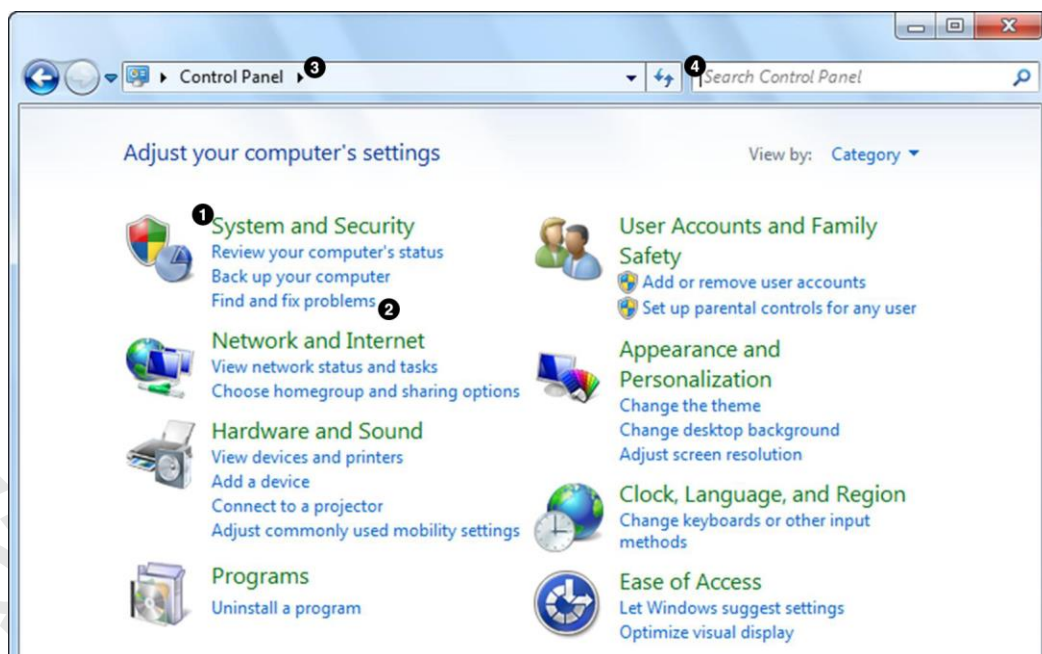 Control Panel 3
4 Search Control Panel
Adjust your computer's settings
View by: Category
1 System and Security
Review your computer's status
Back up your computer
Find and fix problems 2
Network and Internet
View network status and tasks
Choose homegroup and sharing options
Hardware and Sound
View devices and printers
Add a device
Connect to a projector
Adjust commonly used mobility settings
Programs
Uninstall a program
User Accounts and Family
Safety
Add or remove user accounts
Set up parental controls for any user
Appearance and
Personalization
Change the theme
Change desktop background
Adjust screen resolution
Clock, Language, and Region
Change keyboards or other input
methods
Ease of Access
Let Windows suggest settings
Optimize visual display